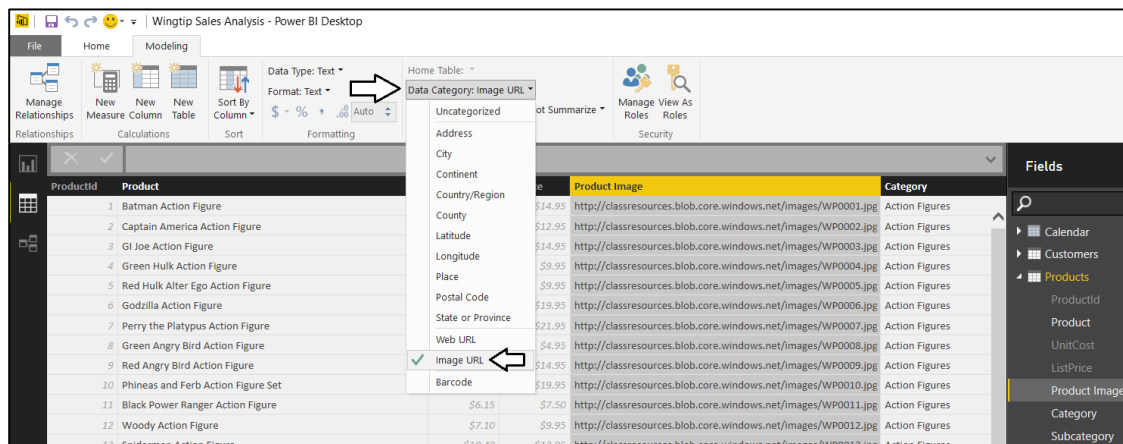 Wingtip Sales Analysis - Power BI Desktop
File Home Modeling
Manage Relationships
New Measure
New Column
New Table
Sort By Column
Data Type: Text
Format: Text
$ - % , .00 Auto
Home Table:
Data Category: Image URL
ot Summarize
Manage Roles
View As Roles
Relationships Calculations Sort Formatting Security
Uncategorized
Address
City
Continent
Country/Region
County
Latitude
Longitude
Place
Postal Code
State or Province
Web URL
Image URL
Barcode
ProductId Product ce Product Image Category
1 Batman Action Figure $14.95 http://classresources.blob.core.windows.net/images/WP0001.jpg Action Figures
2 Captain America Action Figure $12.95 http://classresources.blob.core.windows.net/images/WP0002.jpg Action Figures
3 GI Joe Action Figure $14.95 http://classresources.blob.core.windows.net/images/WP0003.jpg Action Figures
4 Green Hulk Action Figure $9.95 http://classresources.blob.core.windows.net/images/WP0004.jpg Action Figures
5 Red Hulk Alter Ego Action Figure $9.95 http://classresources.blob.core.windows.net/images/WP0005.jpg Action Figures
6 Godzilla Action Figure $19.95 http://classresources.blob.core.windows.net/images/WP0006.jpg Action Figures
7 Perry the Platypus Action Figure $21.95 http://classresources.blob.core.windows.net/images/WP0007.jpg Action Figures
8 Green Angry Bird Action Figure $4.95 http://classresources.blob.core.windows.net/images/WP0008.jpg Action Figures
9 Red Angry Bird Action Figure $14.95 http://classresources.blob.core.windows.net/images/WP0009.jpg Action Figures
10 Phineas and Ferb Action Figure Set $19.95 http://classresources.blob.core.windows.net/images/WP0010.jpg Action Figures
11 Black Power Ranger Action Figure $6.15 $7.50 http://classresources.blob.core.windows.net/images/WP0011.jpg Action Figures
12 Woody Action Figure $7.10 $9.95 http://classresources.blob.core.windows.net/images/WP0012.jpg Action Figures
Fields
Calendar
Customers
Products
ProductId
Product
UnitCost
ListPrice
Product Image
Category
Subcategory